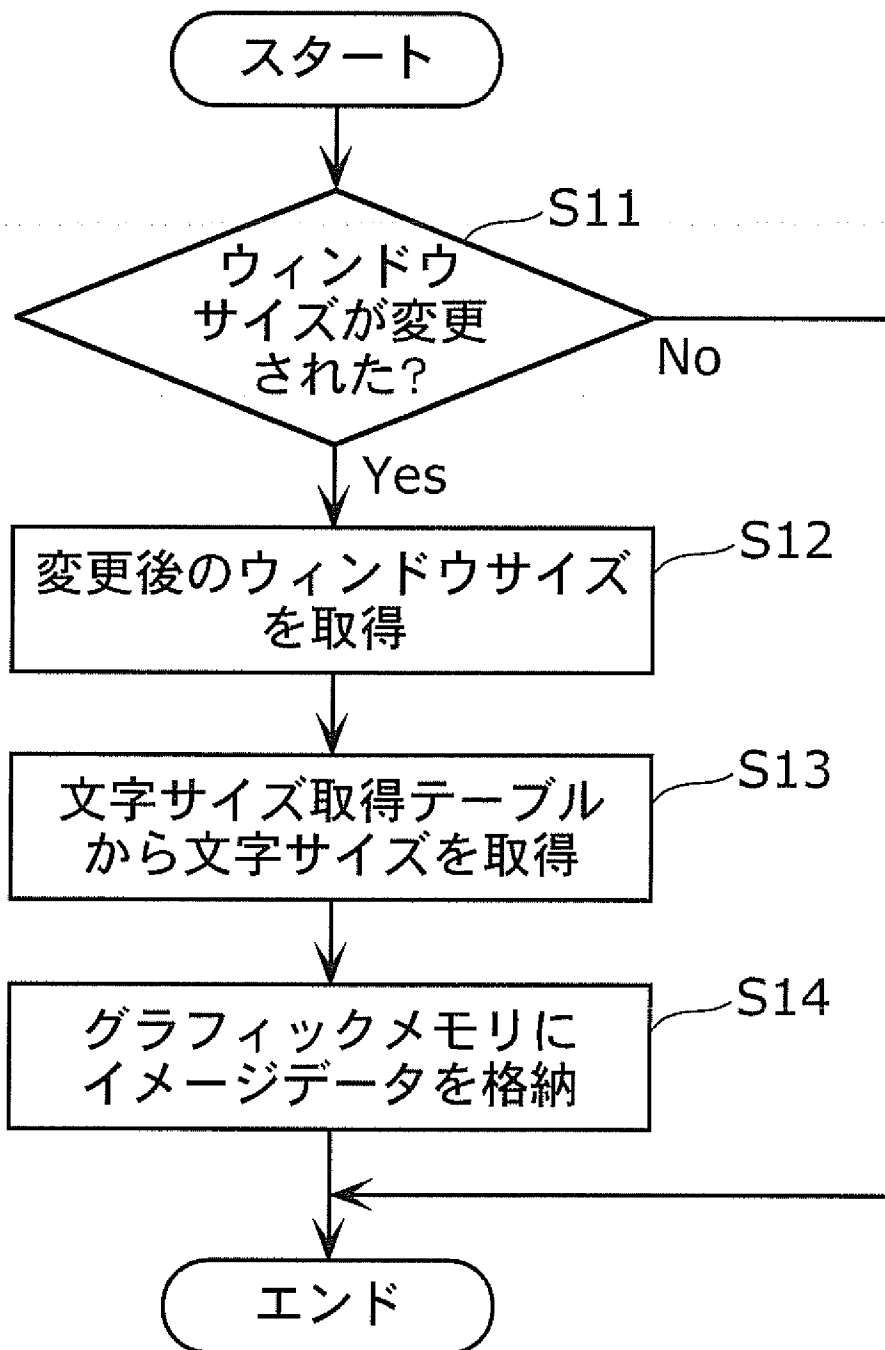 スタート
S11
ウィンドウ
サイズが変更
された?
No
Yes
S12
変更後のウィンドウサイズ
を取得
S13
文字サイズ取得テーブル
から文字サイズを取得
S14
グラフィックメモリに
イメージデータを格納
エンド